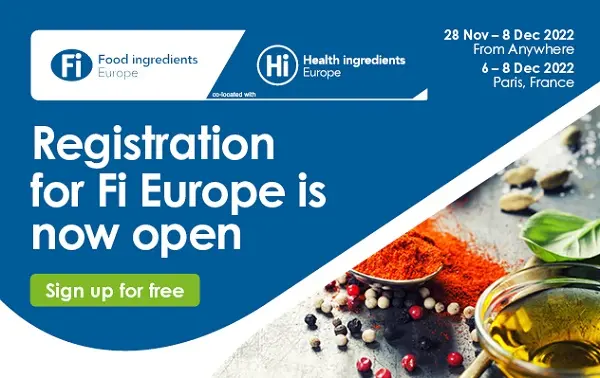 Fi
Food ingredients
Europe
co-located with
Hi
Health ingredients
Europe
28 Nov – 8 Dec 2022
From Anywhere
6 – 8 Dec 2022
Paris, France
Registration
for Fi Europe is
now open
Sign up for free